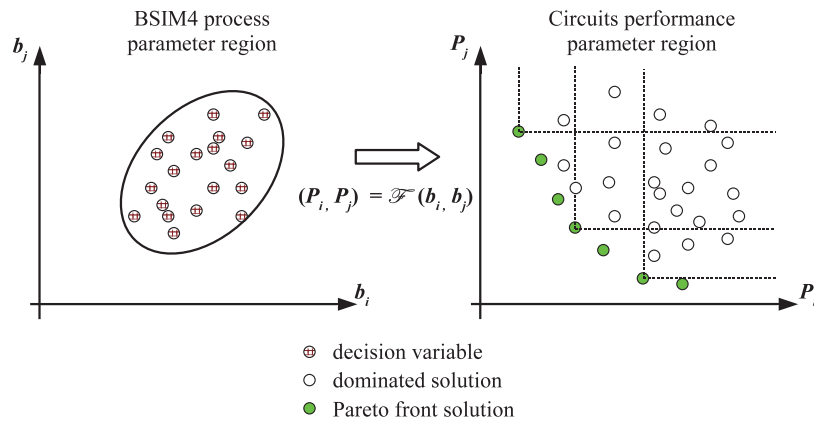 BSIM4 process
parameter region
b_j
b_i
(P_i, P_j) = ℱ (b_i, b_j)
Circuits performance
parameter region
P_j
P_i
decision variable
dominated solution
Pareto front solution